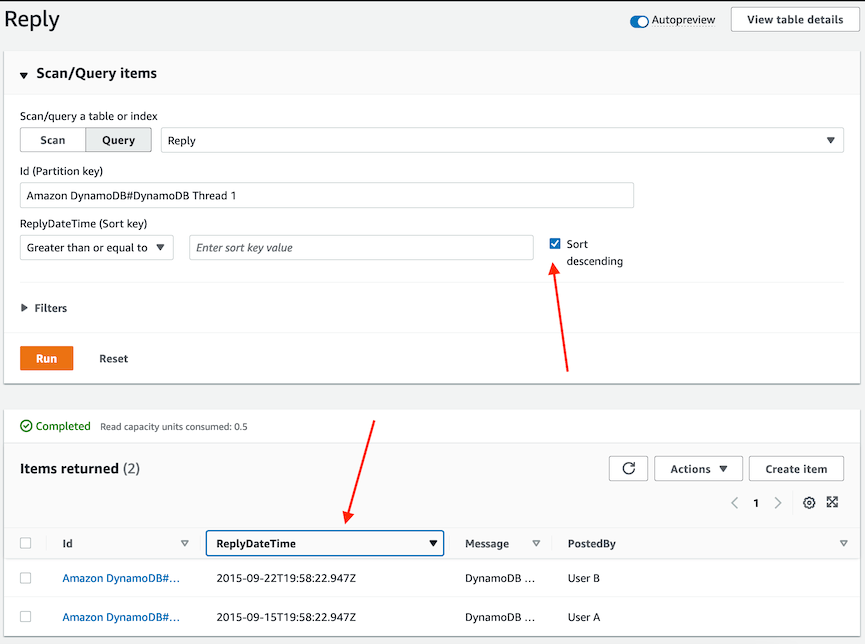 Reply
Autopreview
View table details
Scan/Query items
Scan/query a table or index
Scan Query Reply
Id (Partition key)
Amazon DynamoDB#DynamoDB Thread 1
ReplyDateTime (Sort key)
Greater than or equal to Enter sort key value Sort
descending
Filters
Run Reset
Completed Read capacity units consumed: 0.5
Items returned (2) Actions Create item
1
Id ReplyDateTime Message PostedBy
Amazon DynamoDB#... 2015-09-22T19:58:22.947Z DynamoDB ... User B
Amazon DynamoDB#... 2015-09-15T19:58:22.947Z DynamoDB ... User A